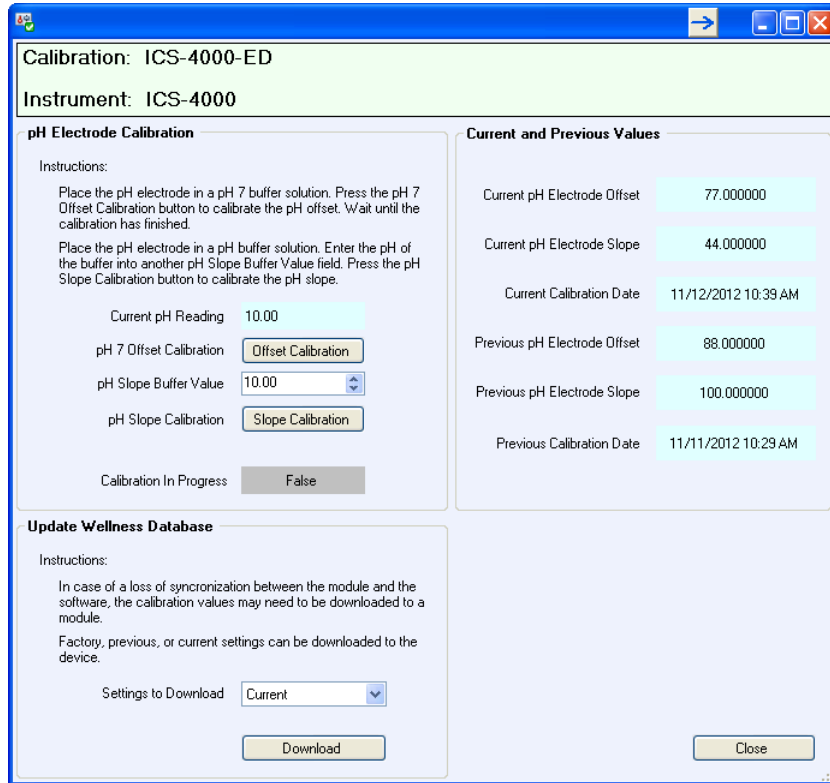 Calibration: ICS-4000-ED
Instrument: ICS-4000
pH Electrode Calibration
Instructions:
Place the pH electrode in a pH 7 buffer solution. Press the pH 7
Offset Calibration button to calibrate the pH offset. Wait until the
calibration has finished.
Place the pH electrode in a pH buffer solution. Enter the pH of
the buffer into another pH Slope Buffer Value field. Press the pH
Slope Calibration button to calibrate the pH slope.
Current pH Reading 10.00
pH 7 Offset Calibration Offset Calibration
pH Slope Buffer Value 10.00
pH Slope Calibration Slope Calibration
Calibration In Progress False
Current and Previous Values
Current pH Electrode Offset 77.000000
Current pH Electrode Slope 44.000000
Current Calibration Date 11/12/2012 10:39 AM
Previous pH Electrode Offset 88.000000
Previous pH Electrode Slope 100.000000
Previous Calibration Date 11/11/2012 10:29 AM
Update Wellness Database
Instructions:
In case of a loss of syncronization between the module and the
software, the calibration values may need to be downloaded to a
module.
Factory, previous, or current settings can be downloaded to the
device.
Settings to Download Current
Download
Close